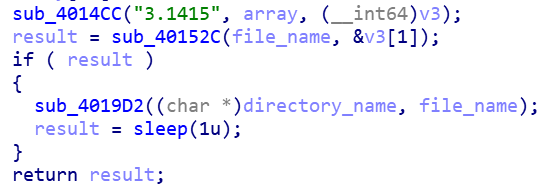 sub_4014CC("3.1415", array, (__int64)v3);
result = sub_40152C(file_name, &v3[1]);
if ( result )
{
sub_4019D2((char *)directory_name, file_name);
result = sleep(1u);
}
return result;